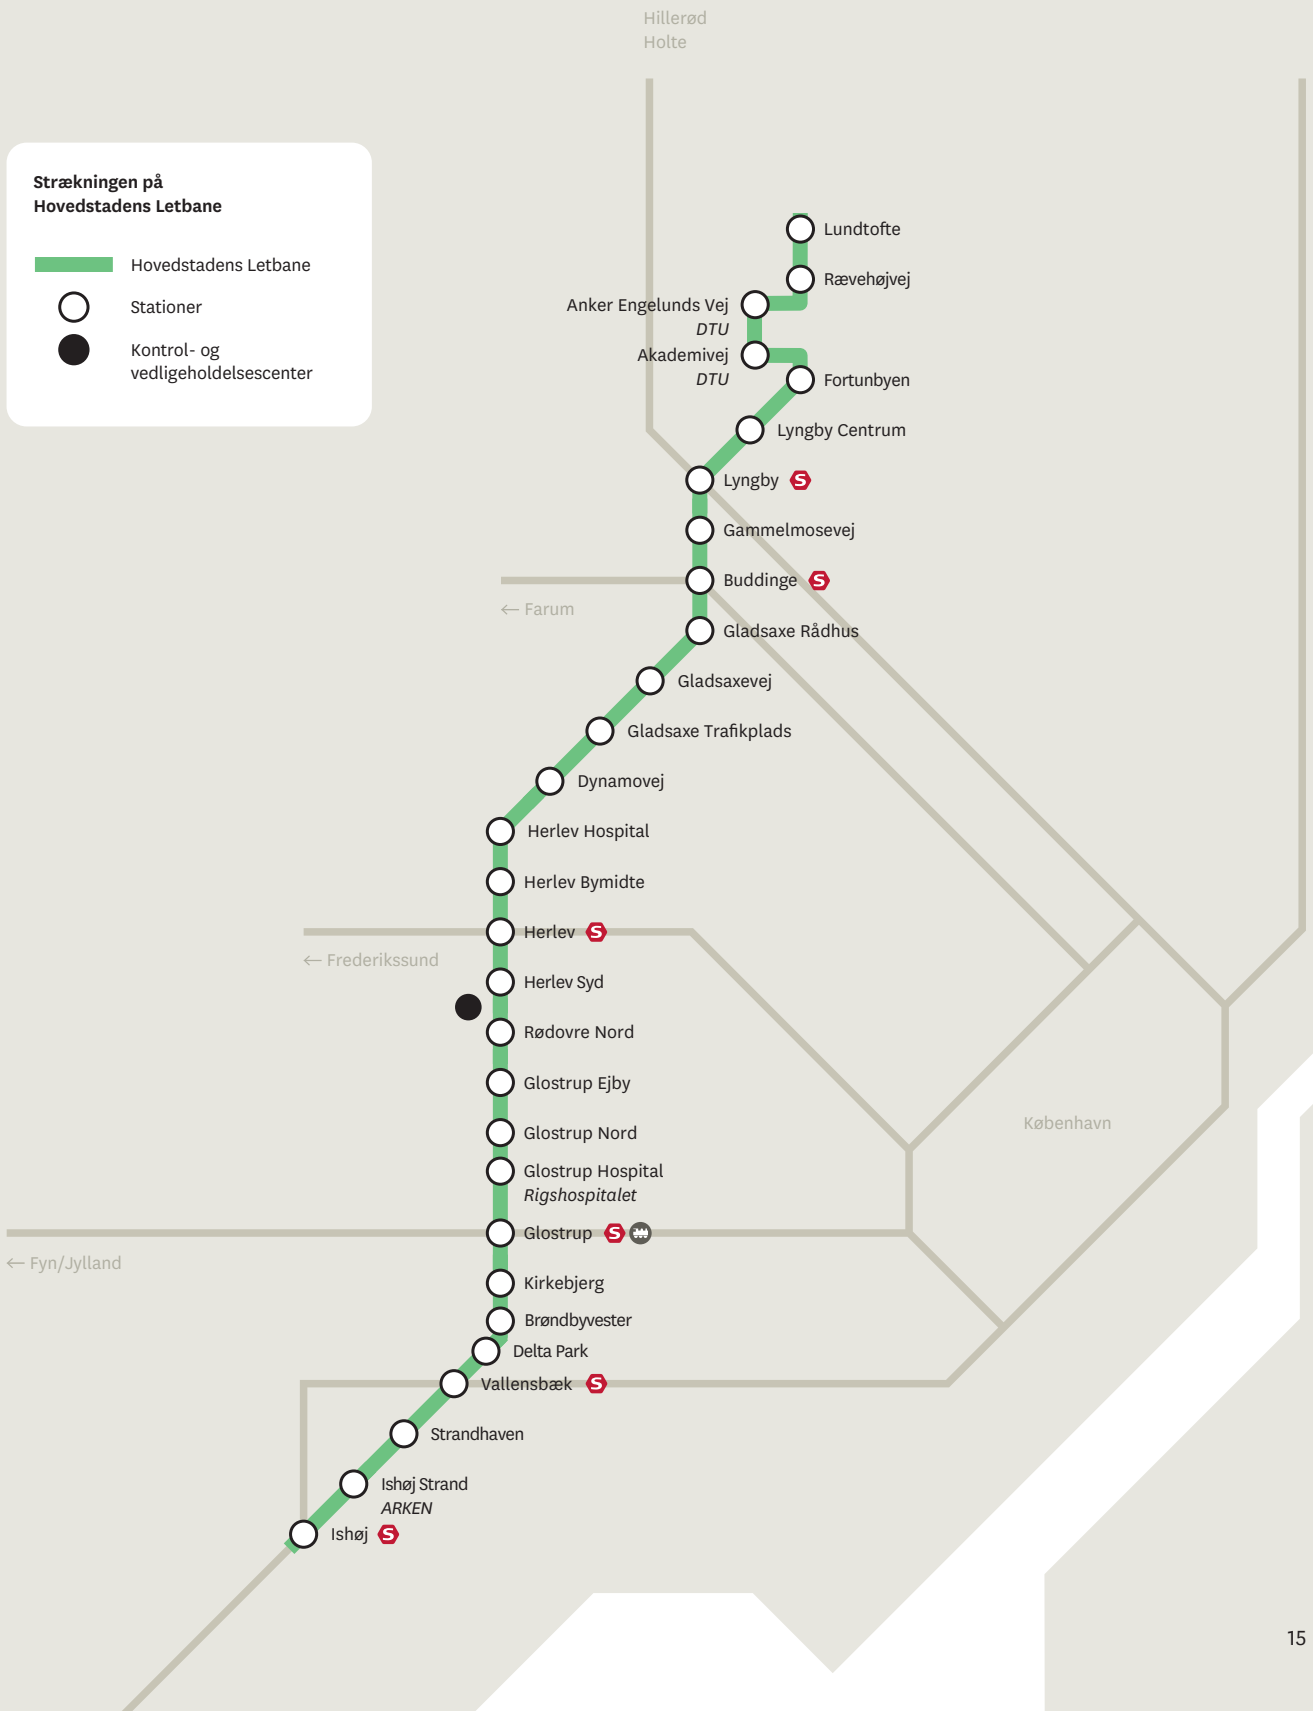 Hillerød
Holte
Strækningen på
Hovedstadens Letbane
Hovedstadens Letbane
Stationer
Kontrol- og
vedligeholdelsescenter
Lundtofte
Rævehøjvej
Anker Engelunds Vej
DTU
Akademivej
DTU
Fortunbyen
Lyngby Centrum
Lyngby S
Gammelmosevej
Buddinge S
← Farum
Gladsaxe Rådhus
Gladsaxevej
Gladsaxe Trafikplads
Dynamovej
Herlev Hospital
Herlev Bymidte
Herlev S
← Frederikssund
Herlev Syd
Rødovre Nord
Glostrup Ejby
København
Glostrup Nord
Glostrup Hospital
Rigshospitalet
Glostrup S
← Fyn/Jylland
Kirkebjerg
Brøndbyvester
Delta Park
Vallensbæk S
Strandhaven
Ishøj Strand
ARKEN
Ishøj S
15